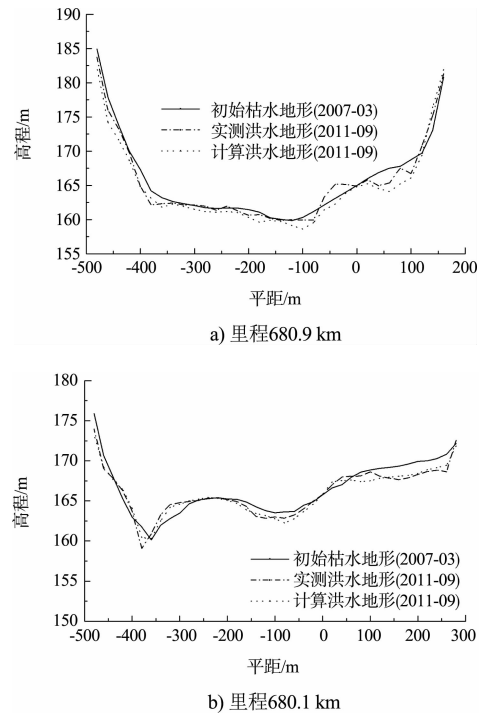 190
185
180
175
170
165
160
155
高程/m
初始枯水地形(2007-03)
实测洪水地形(2011-09)
计算洪水地形(2011-09)
-500 -400 -300 -200 -100 0 100 200
平距/m
a) 里程680.9 km
180
175
170
165
160
155
150
高程/m
初始枯水地形(2007-03)
实测洪水地形(2011-09)
计算洪水地形(2011-09)
-500 -400 -300 -200 -100 0 100 200 300
平距/m
b) 里程680.1 km